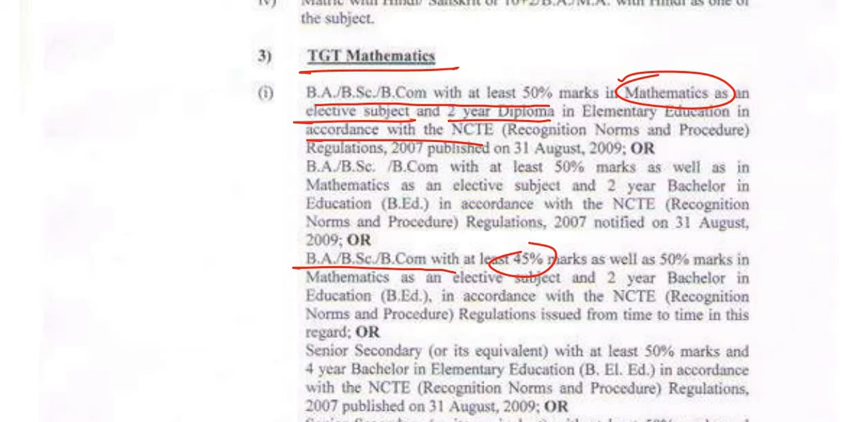 iv) Matric with Hindi/ Sanskrit or 10+2/B.A./M.A. with Hindi as one of
the subject.
3) TGT Mathematics
(i) B.A./B.Sc./B.Com with at least 50% marks in Mathematics as an
elective subject and 2 year Diploma in Elementary Education in
accordance with the NCTE (Recognition Norms and Procedure)
Regulations, 2007 published on 31 August, 2009; OR
B.A./B.Sc. /B.Com with at least 50% marks as well as in
Mathematics as an elective subject and 2 year Bachelor in
Education (B.Ed.) in accordance with the NCTE (Recognition
Norms and Procedure) Regulations, 2007 notified on 31 August,
2009; OR
B.A./B.Sc./B.Com with at least 45% marks as well as 50% marks in
Mathematics as an elective subject and 2 year Bachelor in
Education (B.Ed.), in accordance with the NCTE (Recognition
Norms and Procedure) Regulations issued from time to time in this
regard; OR
Senior Secondary (or its equivalent) with at least 50% marks and
4 year Bachelor in Elementary Education (B. El. Ed.) in accordance
with the NCTE (Recognition Norms and Procedure) Regulations,
2007 published on 31 August, 2009; OR